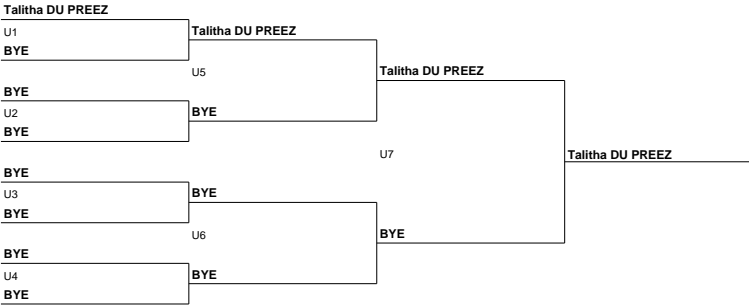 Talitha DU PREEZ
U1
Talitha DU PREEZ
BYE
U5
Talitha DU PREEZ
BYE
U2
BYE
BYE
U7
Talitha DU PREEZ
BYE
U3
BYE
BYE
U6
BYE
BYE
U4
BYE
BYE